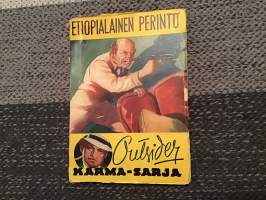 ETIOPIALAINEN PERINTÖ
Outsider
KARMA-SARJA